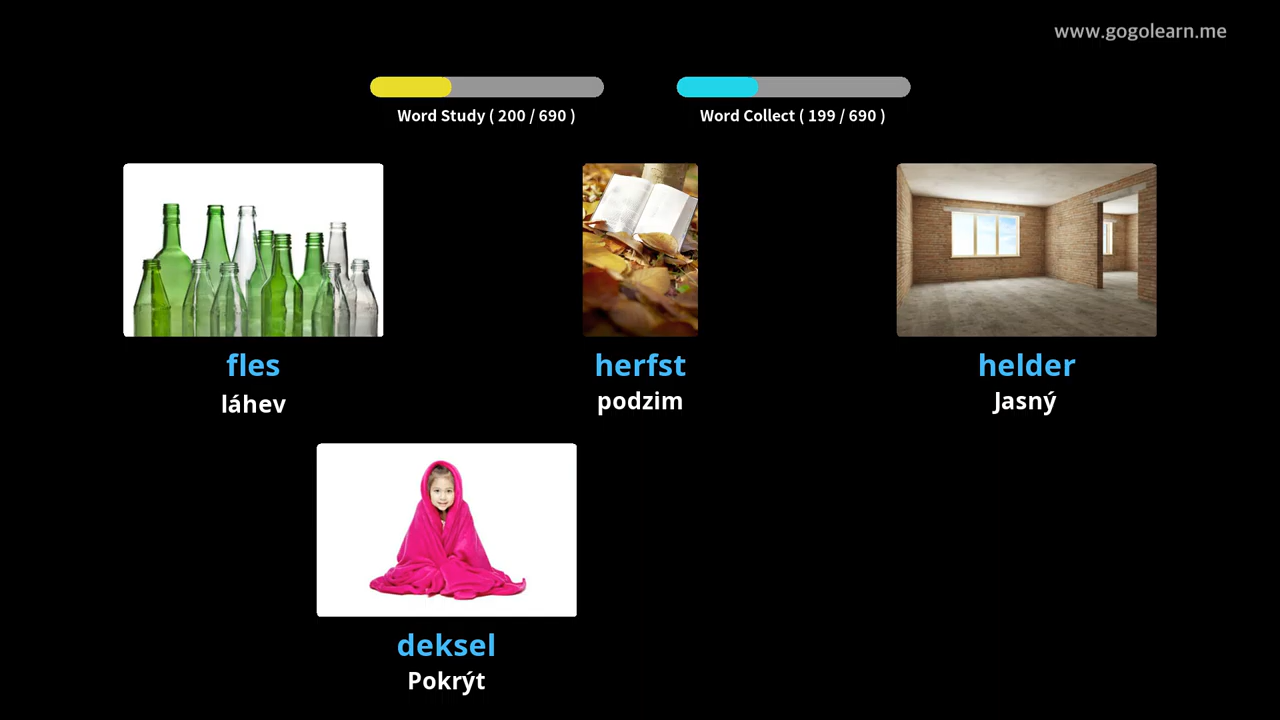 www.gogolearn.me
Word Study ( 200 / 690 )
Word Collect ( 199 / 690 )
fles
láhev
herfst
podzim
helder
Jasný
deksel
Pokrýt